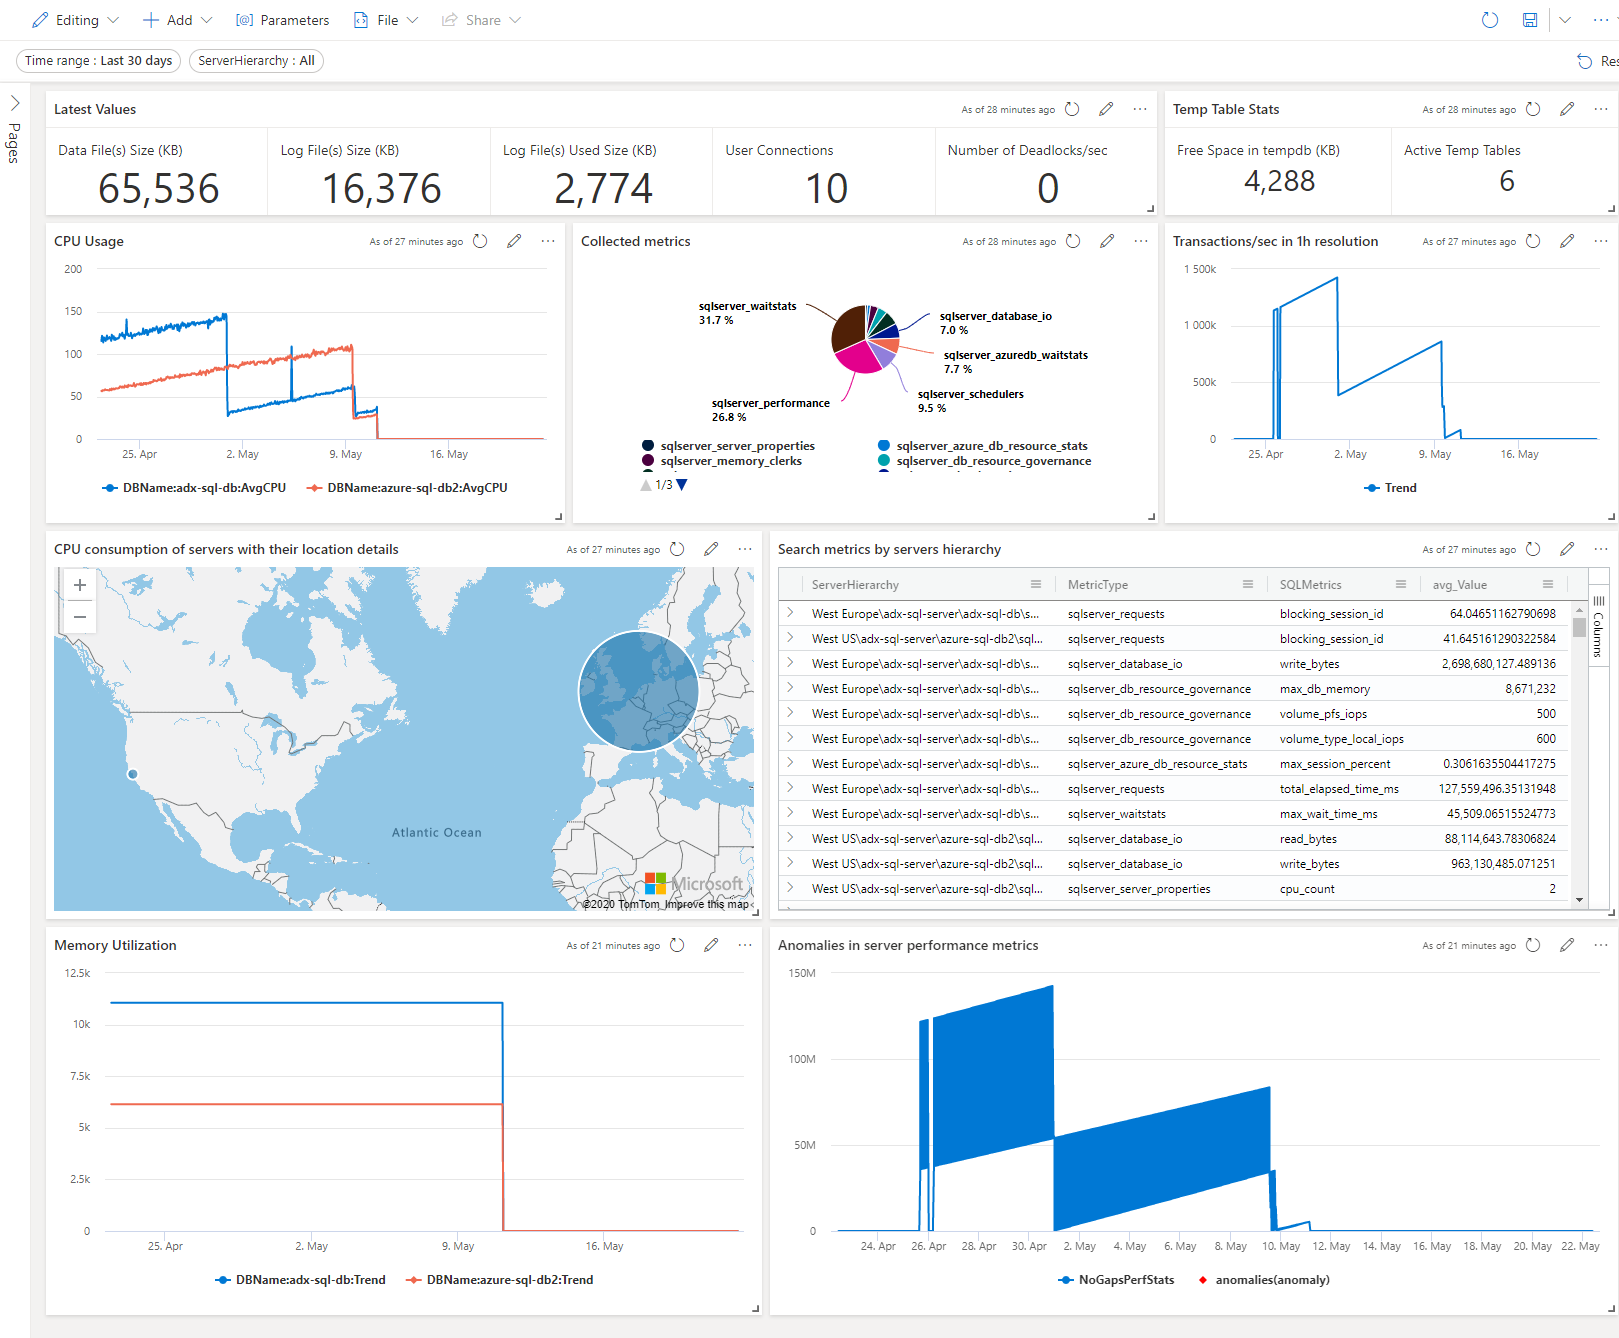 Editing Add Parameters File Share
Time range : Last 30 days ServerHierarchy : All
Pages
Latest Values As of 28 minutes ago
Data File(s) Size (KB) Log File(s) Size (KB) Log File(s) Used Size (KB) User Connections Number of Deadlocks/sec
65,536 16,376 2,774 10 0
Temp Table Stats As of 28 minutes ago
Free Space in tempdb (KB) Active Temp Tables
4,288 6
CPU Usage As of 27 minutes ago
200
150
100
50
0
25. Apr 2. May 9. May 16. May
DBName:adx-sql-db:AvgCPU DBName:azure-sql-db2:AvgCPU
Collected metrics As of 28 minutes ago
sqlserver_waitstats
31.7 %
sqlserver_database_io
7.0 %
sqlserver_azuredb_waitstats
7.7 %
sqlserver_schedulers
9.5 %
sqlserver_performance
26.8 %
sqlserver_server_properties sqlserver_azure_db_resource_stats
sqlserver_memory_clerks sqlserver_db_resource_governance
1/3
Transactions/sec in 1h resolution As of 27 minutes ago
1 500k
1 000k
500k
0
25. Apr 2. May 9. May 16. May
Trend
CPU consumption of servers with their location details As of 27 minutes ago
+
−
Atlantic Ocean
Microsoft
©2020 TomTom Improve this map
Search metrics by servers hierarchy As of 27 minutes ago
ServerHierarchy MetricType SQLMetrics avg_Value
West Europe\adx-sql-server\adx-sql-db\s... sqlserver_requests blocking_session_id 64.04651162790698
West US\adx-sql-server\azure-sql-db2\sql... sqlserver_requests blocking_session_id 41.645161290322584
West Europe\adx-sql-server\adx-sql-db\s... sqlserver_database_io write_bytes 2,698,680,127.489136
West Europe\adx-sql-server\adx-sql-db\s... sqlserver_db_resource_governance max_db_memory 8,671,232
West Europe\adx-sql-server\adx-sql-db\s... sqlserver_db_resource_governance volume_pfs_iops 500
West Europe\adx-sql-server\adx-sql-db\s... sqlserver_db_resource_governance volume_type_local_iops 600
West Europe\adx-sql-server\adx-sql-db\s... sqlserver_azure_db_resource_stats max_session_percent 0.3061635504417275
West Europe\adx-sql-server\adx-sql-db\s... sqlserver_requests total_elapsed_time_ms 127,559,496.35131948
West Europe\adx-sql-server\adx-sql-db\s... sqlserver_waitstats max_wait_time_ms 45,509.06515524773
West US\adx-sql-server\azure-sql-db2\sql... sqlserver_database_io read_bytes 88,114,643.78306824
West US\adx-sql-server\azure-sql-db2\sql... sqlserver_database_io write_bytes 963,130,485.071251
West US\adx-sql-server\azure-sql-db2\sql... sqlserver_server_properties cpu_count 2
Columns
Memory Utilization As of 21 minutes ago
12.5k
10k
7.5k
5k
2.5k
0
25. Apr 2. May 9. May 16. May
DBName:adx-sql-db:Trend DBName:azure-sql-db2:Trend
Anomalies in server performance metrics As of 21 minutes ago
150M
100M
50M
0
24. Apr 26. Apr 28. Apr 30. Apr 2. May 4. May 6. May 8. May 10. May 12. May 14. May 16. May 18. May 20. May 22. May
NoGapsPerfStats anomalies(anomaly)